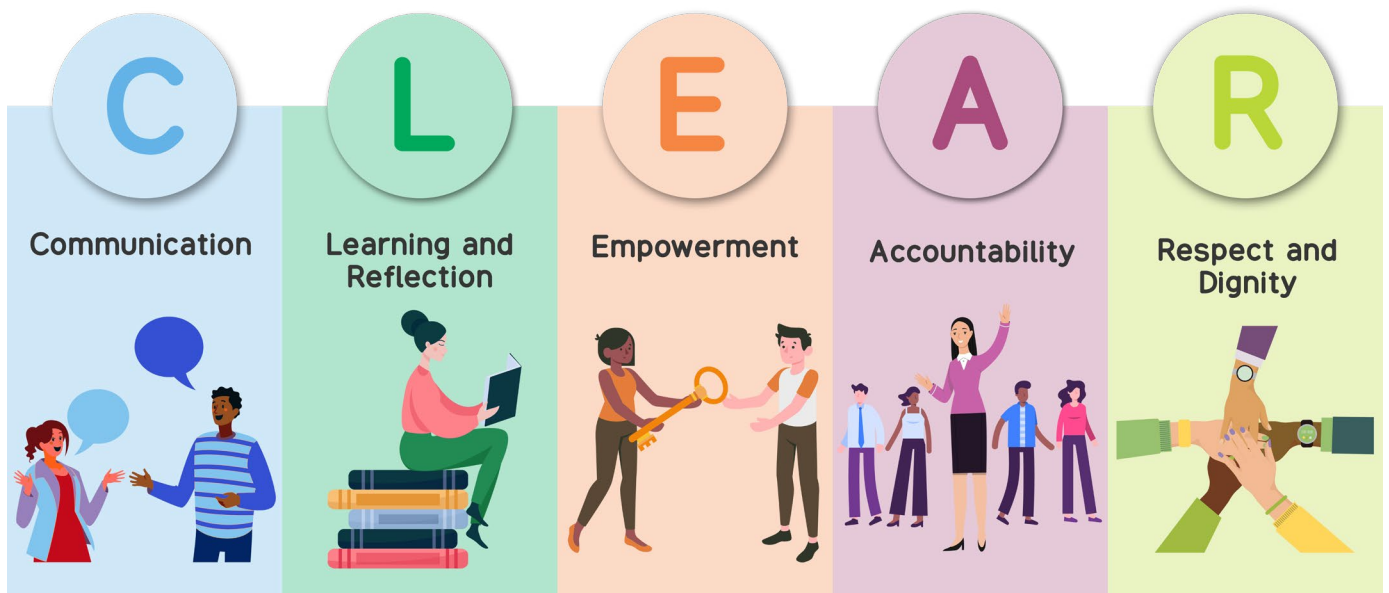 C
L
E
A
R
Communication
Learning and
Reflection
Empowerment
Accountability
Respect and
Dignity